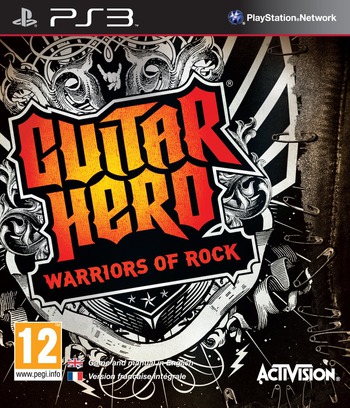 PS3
PlayStation®Network
GUITAR
HERO®
WARRIORS OF ROCK
12
www.pegi.info
Game and manual in English
Version française intégrale
ACTIVISION®